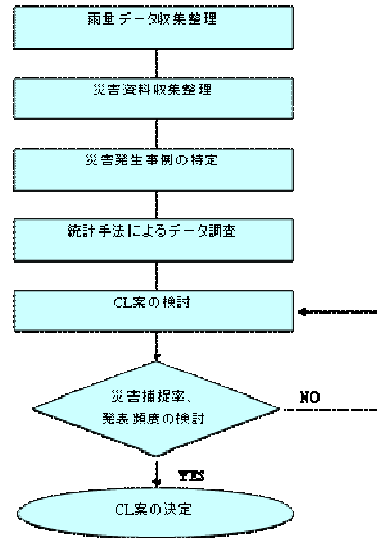 雨量データ収集整理
災害資料収集整理
災害発生事例の特定
統計手法によるデータ調査
CL案の検討
災害捕捉率、
発表頻度の検討
NO
YES
CL案の決定